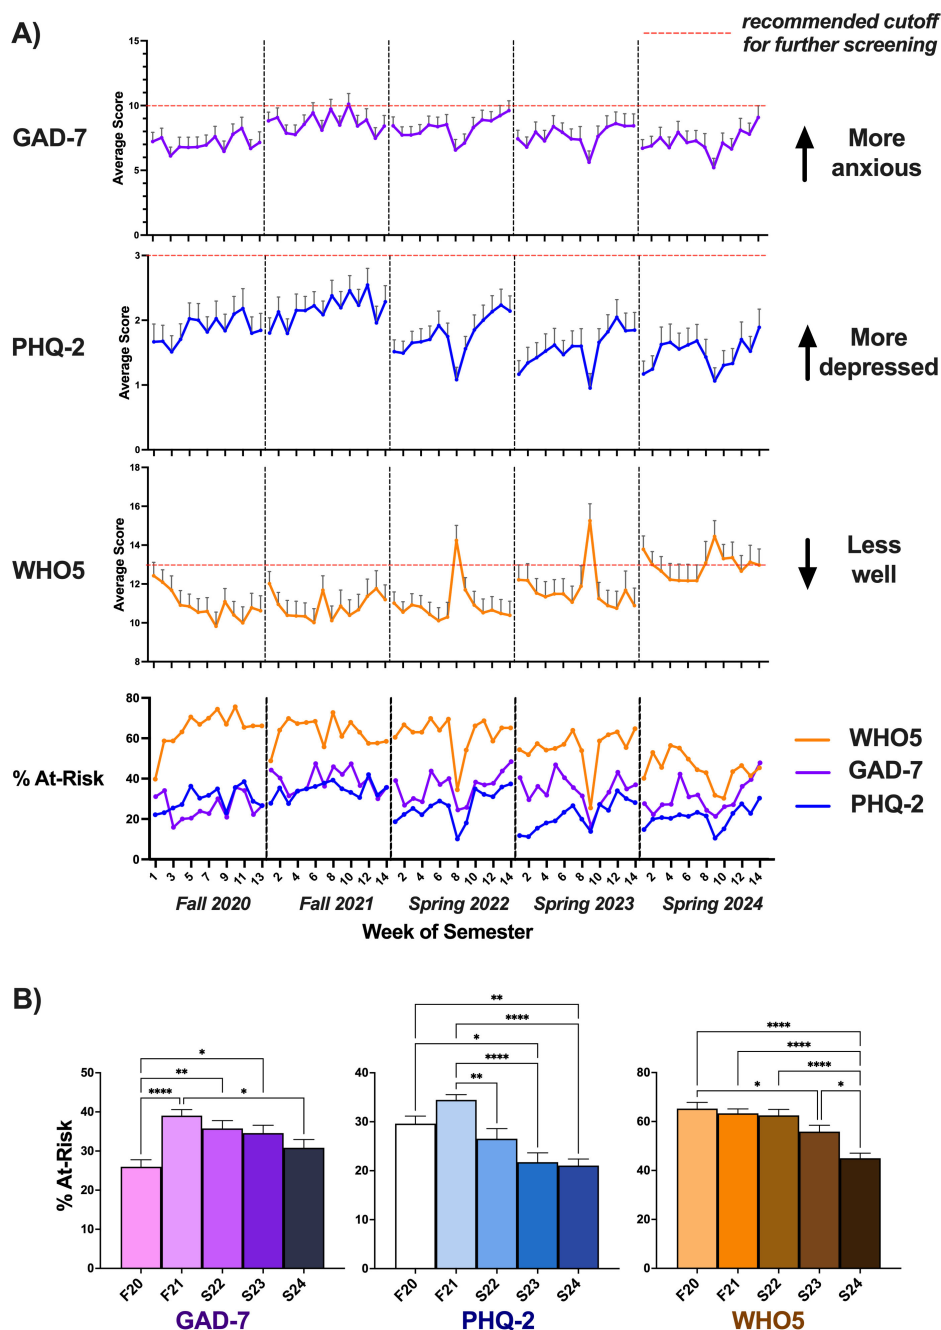 A)
recommended cutoff
for further screening
GAD-7
Average Score
15
10
5
0
More
anxious
PHQ-2
Average Score
3
2
1
0
More
depressed
WHO5
Average Score
18
16
14
12
10
8
Less
well
% At-Risk
80
60
40
20
0
WHO5
GAD-7
PHQ-2
1 3 5 7 9 11 13 2 4 6 8 10 12 14 2 4 6 8 10 12 14 2 4 6 8 10 12 14 2 4 6 8 10 12 14
Fall 2020 Fall 2021 Spring 2022 Spring 2023 Spring 2024
Week of Semester
B)
% At-Risk
50
40
30
20
10
0
*
**
**** *
F20 F21 S22 S23 S24
GAD-7
40
30
20
10
0
**
****
*
****
**
F20 F21 S22 S23 S24
PHQ-2
80
60
40
20
0
****
****
****
* *
F20 F21 S22 S23 S24
WHO5